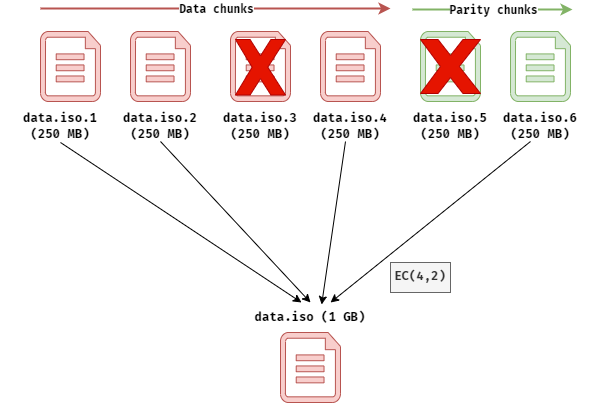 Data chunks
Parity chunks
data.iso.1
(250 MB)
data.iso.2
(250 MB)
data.iso.3
(250 MB)
data.iso.4
(250 MB)
data.iso.5
(250 MB)
data.iso.6
(250 MB)
EC(4,2)
data.iso (1 GB)